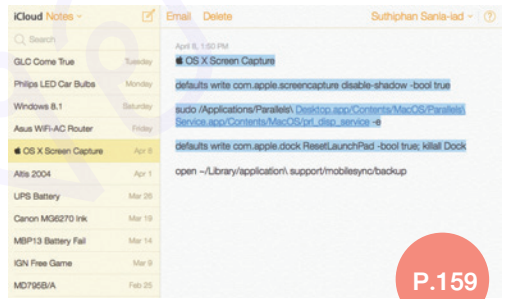 iCloud Notes
Email Delete
Suthiphan Sanla-iad
Search
GLC Come True Tuesday
Philips LED Car Bulbs Monday
Windows 8.1 Saturday
Asus WiFi-AC Router Friday
OS X Screen Capture Apr 8
Altis 2004 Apr 1
UPS Battery Mar 26
Canon MG6270 Ink Mar 19
MBP13 Battery Fail Mar 14
IGN Free Game Mar 9
MD795B/A Feb 25
April 8, 1:50 PM
OS X Screen Capture
defaults write com.apple.screencapture disable-shadow -bool true
sudo /Applications/Parallels\ Desktop.app/Contents/MacOS/Parallels\
Service.app/Contents/MacOS/prl_disp_service -e
defaults write com.apple.dock ResetLaunchPad -bool true; killall Dock
open ~/Library/application\ support/mobilesync/backup
P.159